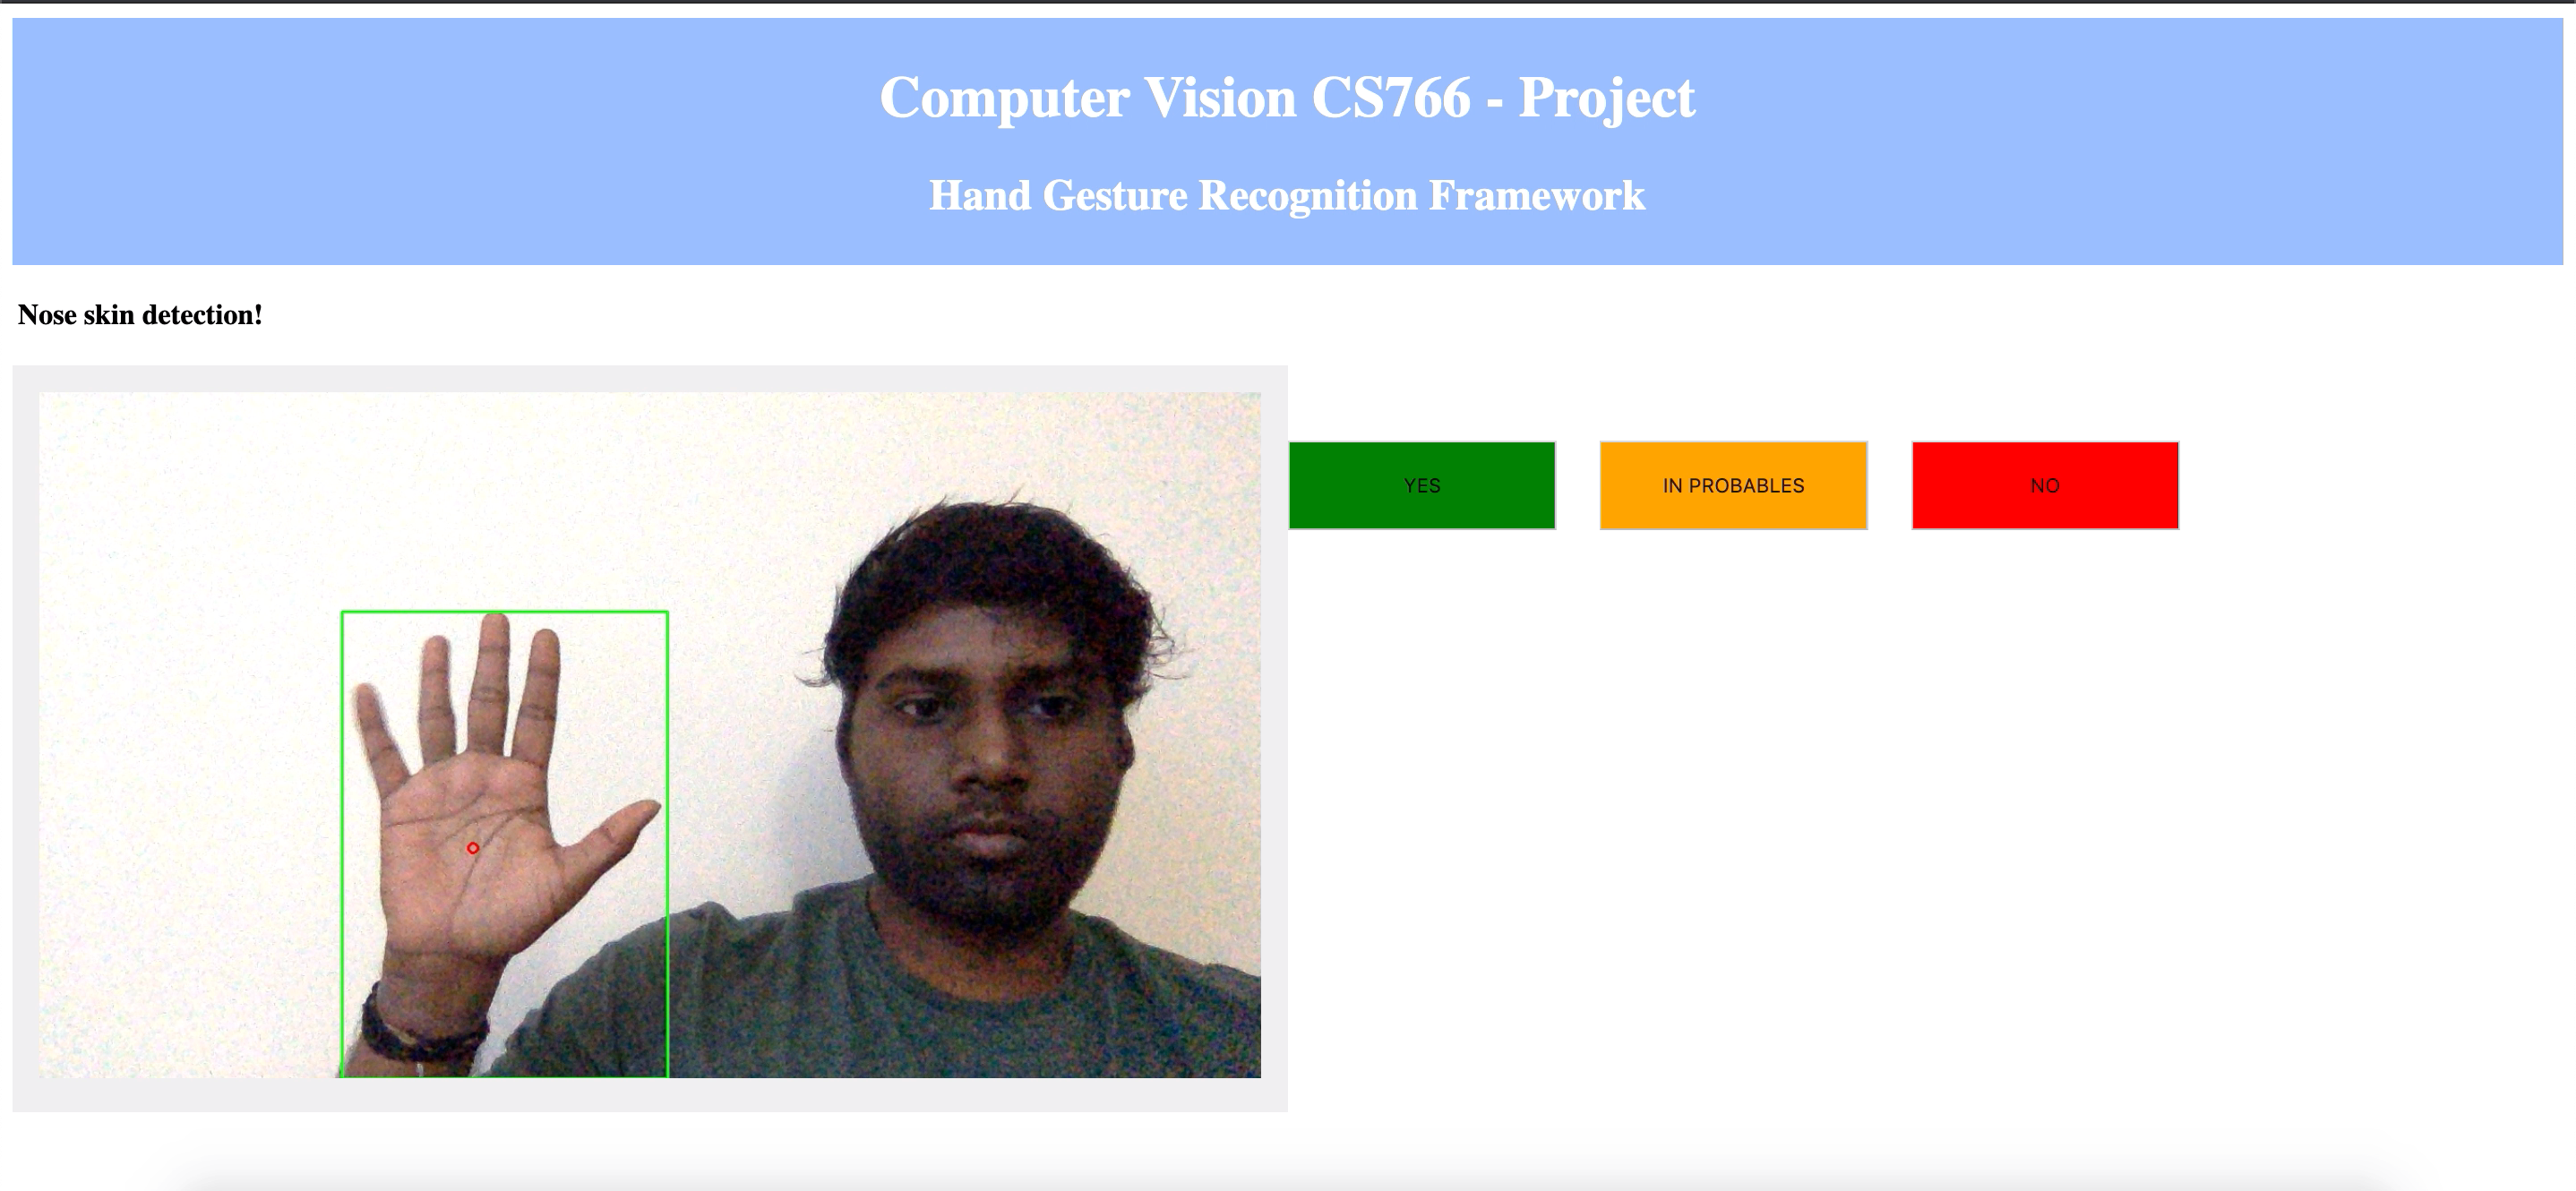 Computer Vision CS766 - Project
Hand Gesture Recognition Framework
Nose skin detection!
YES
IN PROBABLES
NO